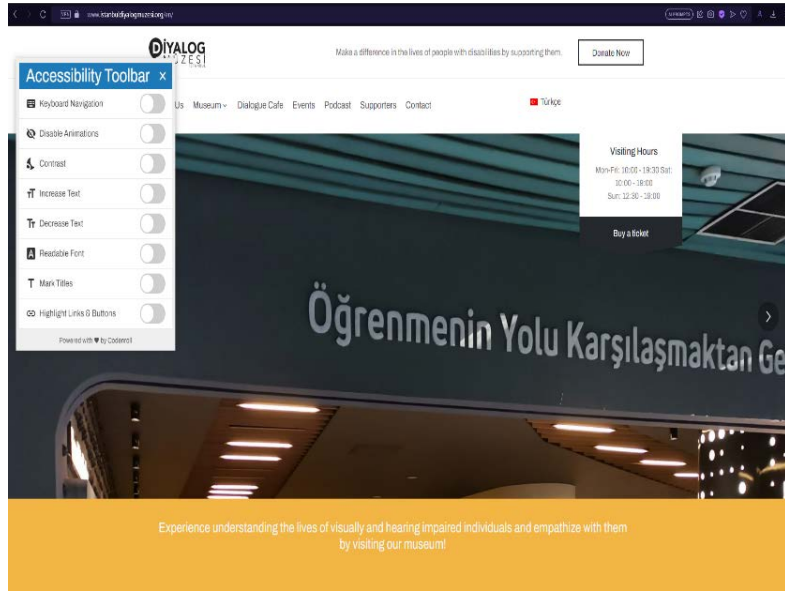 www.istanbuldiyalogmuzesi.org/en/
DİYALOG
MÜZESİ
Make a difference in the lives of people with disabilities by supporting them.
Donate Now
Accessibility Toolbar ×
Keyboard Navigation
Disable Animations
Contrast
Increase Text
Decrease Text
Readable Font
Mark Titles
Highlight Links & Buttons
Powered with ♥ by Codenroll
Us Museum Dialogue Cafe Events Podcast Supporters Contact
Türkçe
Visiting Hours
Mon-Fri: 10:00 - 19:30 Sat:
10:00 - 19:00
Sun: 12:30 - 19:00
Buy a ticket
Öğrenmenin Yolu Karşılaşmaktan Ge
Experience understanding the lives of visually and hearing impaired individuals and empathize with them
by visiting our museum!